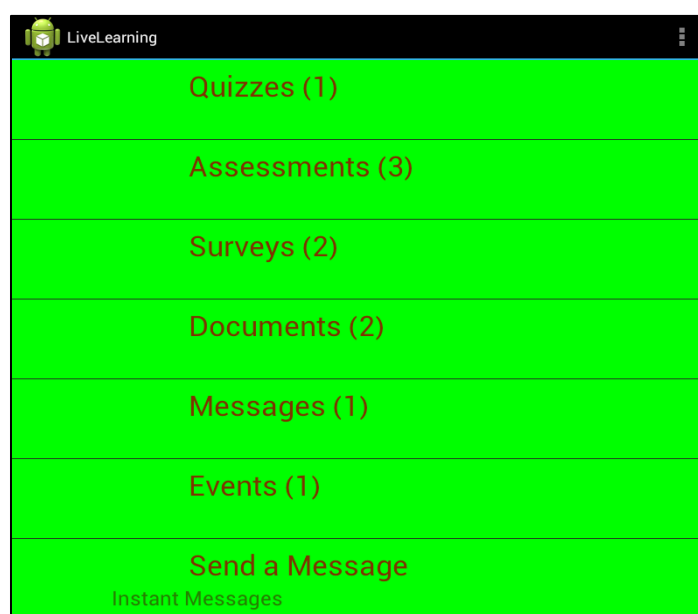 LiveLearning
Quizzes (1)
Assessments (3)
Surveys (2)
Documents (2)
Messages (1)
Events (1)
Send a Message
Instant Messages